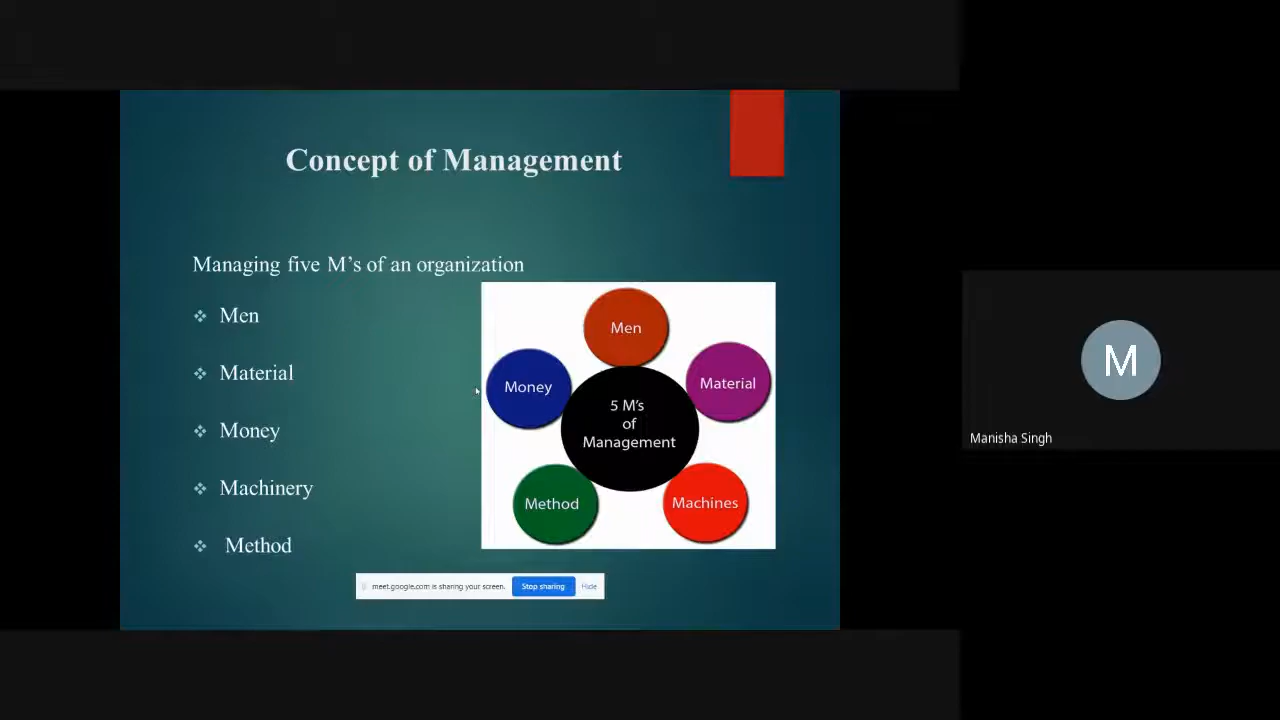 Concept of Management
Managing five M's of an organization
Men
Material
Money
Machinery
Method
Men
Money
Material
5 M's
of
Management
Method
Machines
meet.google.com is sharing your screen.
Stop sharing
Hide
M
Manisha Singh